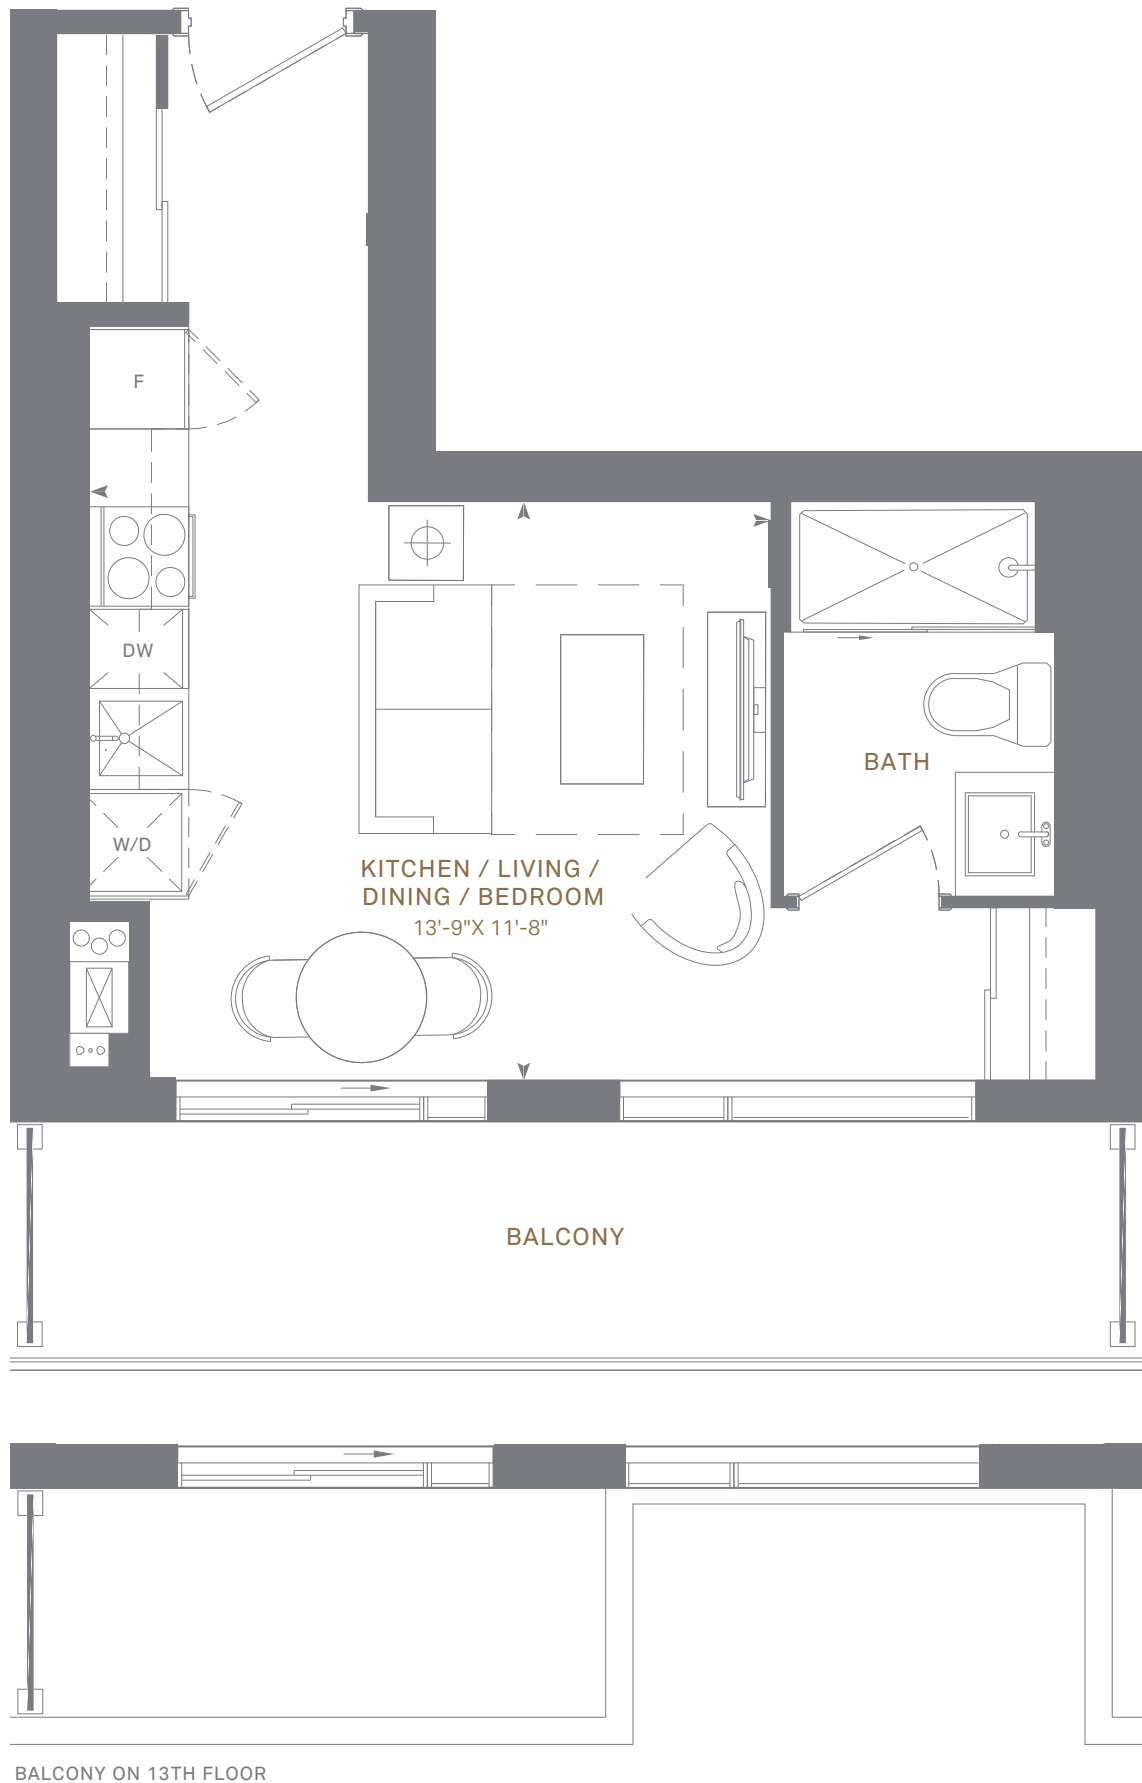 F
DW
BATH
W/D
KITCHEN / LIVING /
DINING / BEDROOM
13'-9"X 11'-8"
BALCONY
BALCONY ON 13TH FLOOR